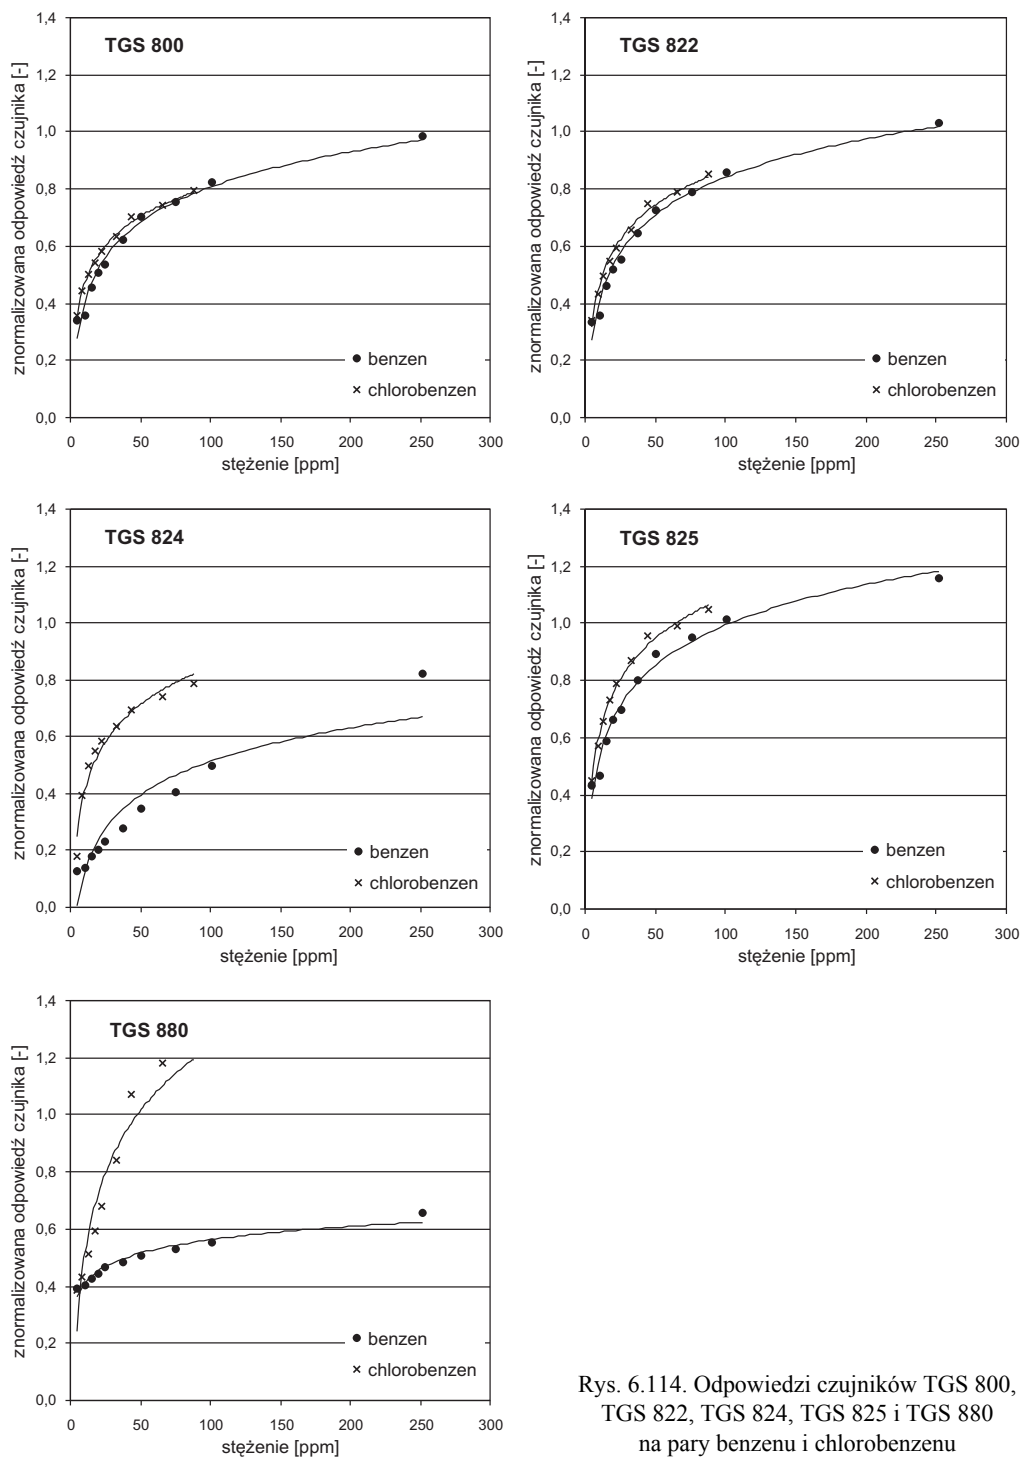 TGS 800
znormalizowana odpowiedź czujnika [-]
1,4
1,2
1,0
0,8
0,6
0,4
0,2
0,0
benzen
chlorobenzen
0 50 100 150 200 250 300
stężenie [ppm]
TGS 822
znormalizowana odpowiedź czujnika [-]
1,4
1,2
1,0
0,8
0,6
0,4
0,2
0,0
benzen
chlorobenzen
0 50 100 150 200 250 300
stężenie [ppm]
TGS 824
znormalizowana odpowiedź czujnika [-]
1,4
1,2
1,0
0,8
0,6
0,4
0,2
0,0
benzen
chlorobenzen
0 50 100 150 200 250 300
stężenie [ppm]
TGS 825
znormalizowana odpowiedź czujnika [-]
1,4
1,2
1,0
0,8
0,6
0,4
0,2
0,0
benzen
chlorobenzen
0 50 100 150 200 250 300
stężenie [ppm]
TGS 880
znormalizowana odpowiedź czujnika [-]
1,4
1,2
1,0
0,8
0,6
0,4
0,2
0,0
benzen
chlorobenzen
0 50 100 150 200 250 300
stężenie [ppm]
Rys. 6.114. Odpowiedzi czujników TGS 800,
TGS 822, TGS 824, TGS 825 i TGS 880
na pary benzenu i chlorobenzenu